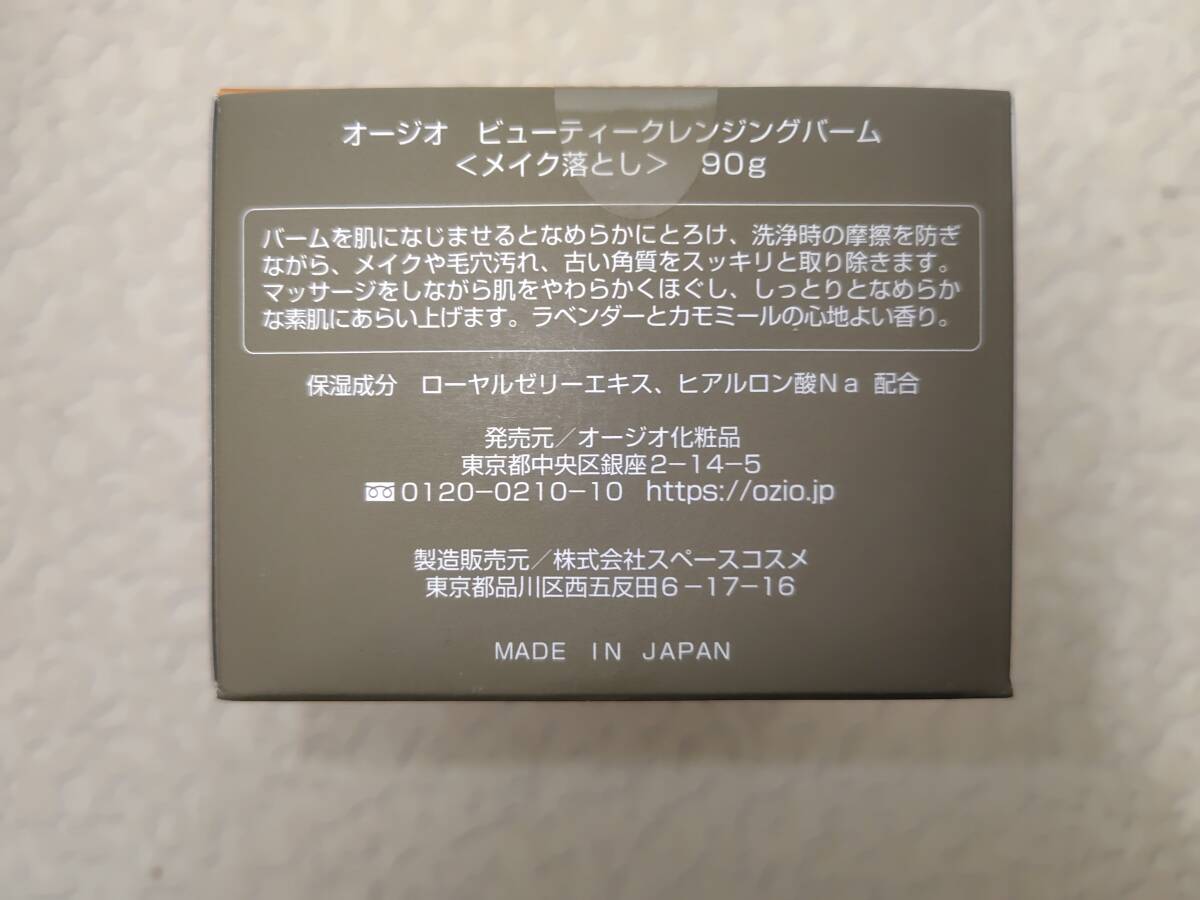 オージオ　ビューティークレンジングバーム
＜メイク落とし＞　90g
バームを肌になじませるとなめらかにとろけ、洗浄時の摩擦を防ぎ
ながら、メイクや毛穴汚れ、古い角質をスッキリと取り除きます。
マッサージをしながら肌をやわらかくほぐし、しっとりとなめらか
な素肌にあらい上げます。ラベンダーとカモミールの心地よい香り。
保湿成分　ローヤルゼリーエキス、ヒアルロン酸Na 配合
発売元／オージオ化粧品
東京都中央区銀座2−14−5
0120−0210−10　https://ozio.jp
製造販売元／株式会社スペースコスメ
東京都品川区西五反田6−17−16
MADE IN JAPAN